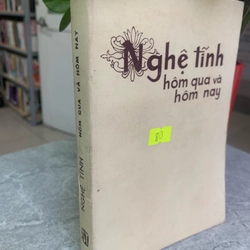 Nghệ tĩnh
hôm qua và
hôm nay
NGHỆ TĨNH HÔM QUA VÀ HÔM NAY